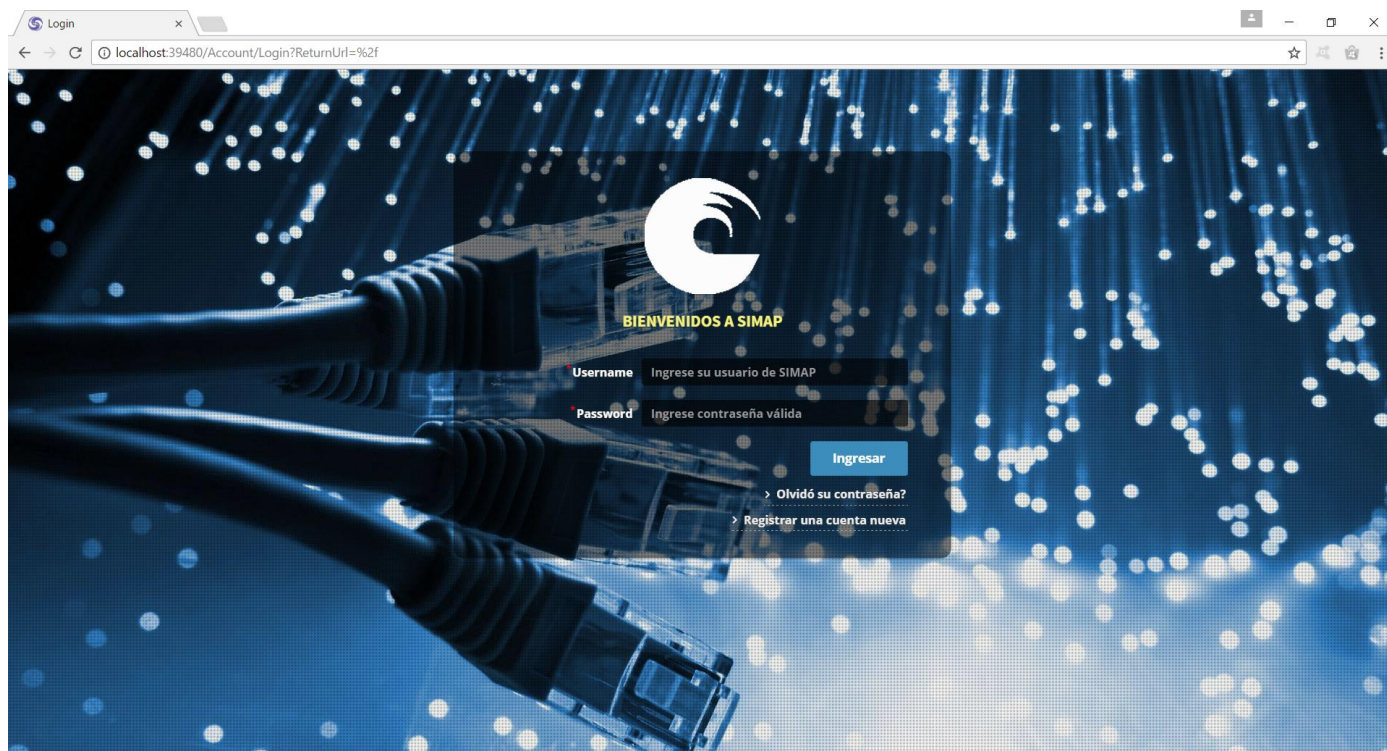 Login
localhost:39480/Account/Login?ReturnUrl=%2f
BIENVENIDOS A SIMAP
*Username Ingrese su usuario de SIMAP
*Password Ingrese contraseña válida
Ingresar
> Olvidó su contraseña?
> Registrar una cuenta nueva